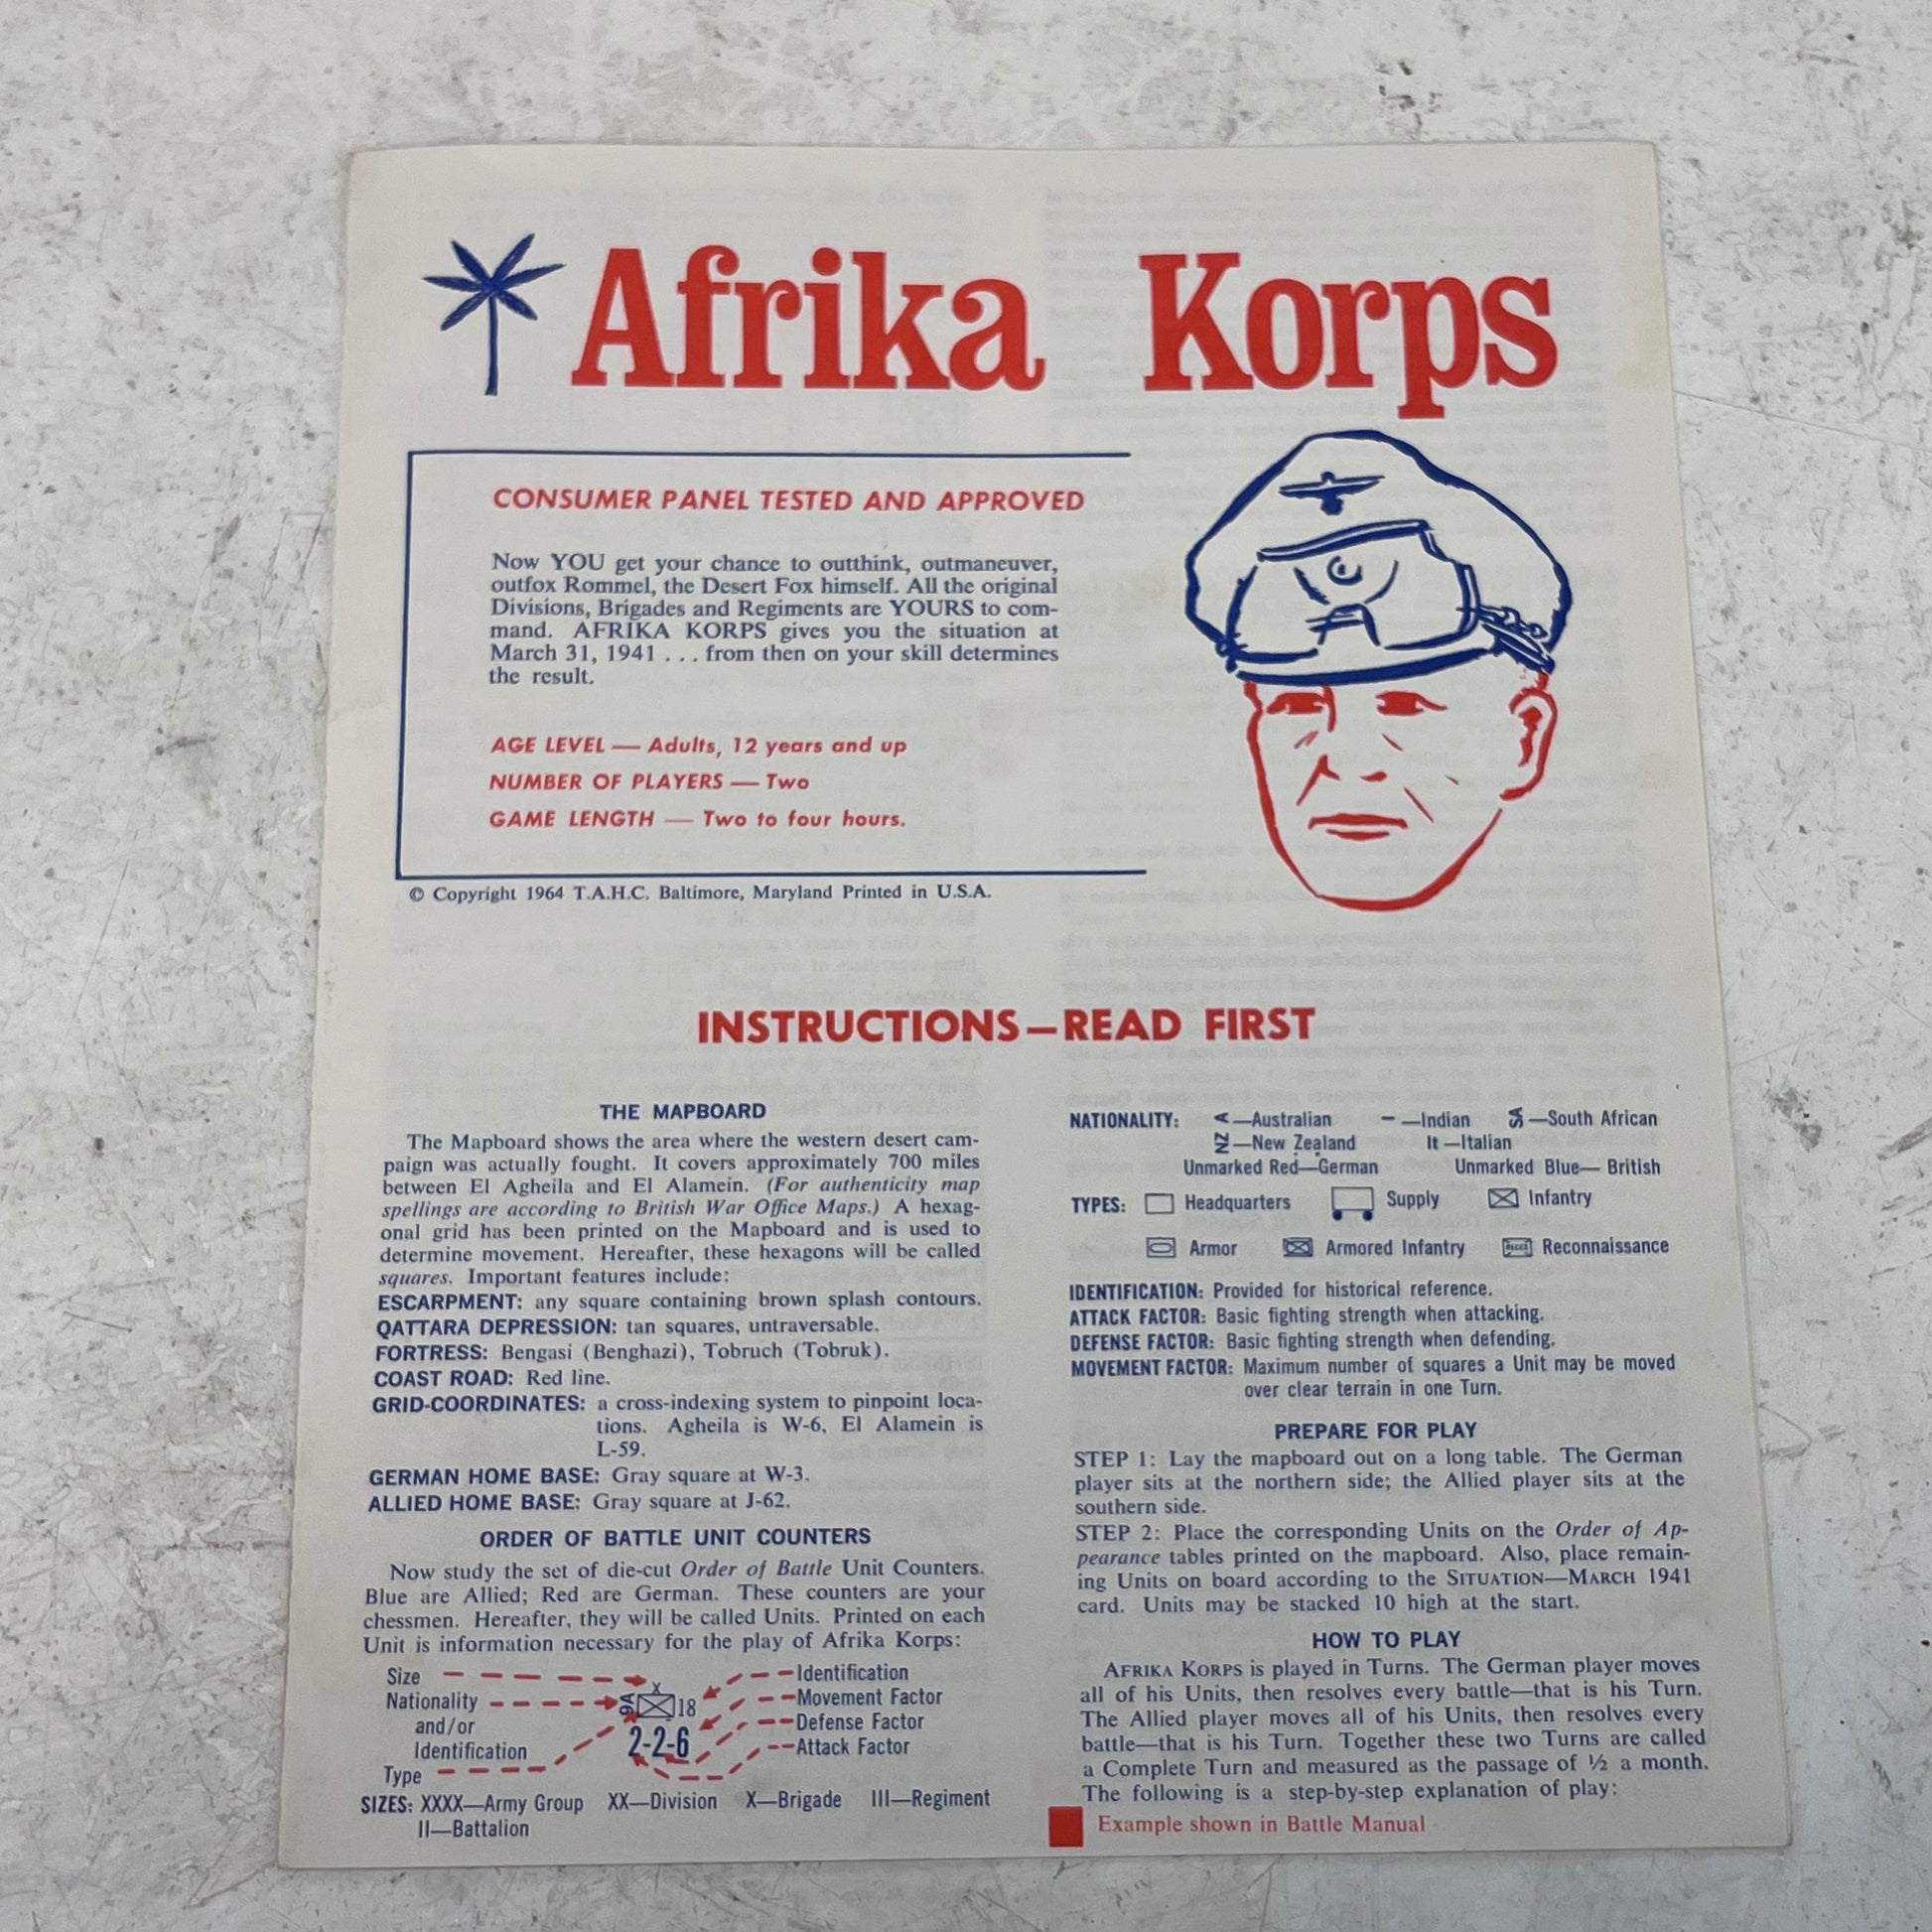 Afrika Korps
CONSUMER PANEL TESTED AND APPROVED
Now YOU get your chance to outthink, outmaneuver,
outfox Rommel, the Desert Fox himself. All the original
Divisions, Brigades and Regiments are YOURS to com-
mand. AFRIKA KORPS gives you the situation at
March 31, 1941 . . . from then on your skill determines
the result.
AGE LEVEL — Adults, 12 years and up
NUMBER OF PLAYERS — Two
GAME LENGTH — Two to four hours.
© Copyright 1964 T.A.H.C. Baltimore, Maryland Printed in U.S.A.
INSTRUCTIONS—READ FIRST
THE MAPBOARD
The Mapboard shows the area where the western desert cam-
paign was actually fought. It covers approximately 700 miles
between El Agheila and El Alamein. (For authenticity map
spellings are according to British War Office Maps.) A hexag-
onal grid has been printed on the Mapboard and is used to
determine movement. Hereafter, these hexagons will be called
squares. Important features include:
ESCARPMENT: any square containing brown splash contours.
QATTARA DEPRESSION: tan squares, untraversable.
FORTRESS: Bengasi (Benghazi), Tobruch (Tobruk).
COAST ROAD: Red line.
GRID-COORDINATES: a cross-indexing system to pinpoint loca-
tions. Agheila is W-6, El Alamein is
L-59.
GERMAN HOME BASE: Gray square at W-3.
ALLIED HOME BASE: Gray square at J-62.
ORDER OF BATTLE UNIT COUNTERS
Now study the set of die-cut Order of Battle Unit Counters.
Blue are Allied; Red are German. These counters are your
chessmen. Hereafter, they will be called Units. Printed on each
Unit is information necessary for the play of Afrika Korps:
Size
Nationality
and/or
Identification
Type
X
SA 18
2-2-6
Identification
Movement Factor
Defense Factor
Attack Factor
SIZES: XXXX—Army Group XX—Division X—Brigade III—Regiment
II—Battalion
NATIONALITY: A—Australian I—Indian SA—South African
NZ—New Zealand It—Italian
Unmarked Red—German Unmarked Blue— British
TYPES: Headquarters Supply Infantry
Armor Armored Infantry Reconnaissance
IDENTIFICATION: Provided for historical reference.
ATTACK FACTOR: Basic fighting strength when attacking.
DEFENSE FACTOR: Basic fighting strength when defending.
MOVEMENT FACTOR: Maximum number of squares a Unit may be moved
over clear terrain in one Turn.
PREPARE FOR PLAY
STEP 1: Lay the mapboard out on a long table. The German
player sits at the northern side; the Allied player sits at the
southern side.
STEP 2: Place the corresponding Units on the Order of Ap-
pearance tables printed on the mapboard. Also, place remain-
ing Units on board according to the SITUATION—MARCH 1941
card. Units may be stacked 10 high at the start.
HOW TO PLAY
AFRIKA KORPS is played in Turns. The German player moves
all of his Units, then resolves every battle—that is his Turn.
The Allied player moves all of his Units, then resolves every
battle—that is his Turn. Together these two Turns are called
a Complete Turn and measured as the passage of ½ a month.
The following is a step-by-step explanation of play:
Example shown in Battle Manual